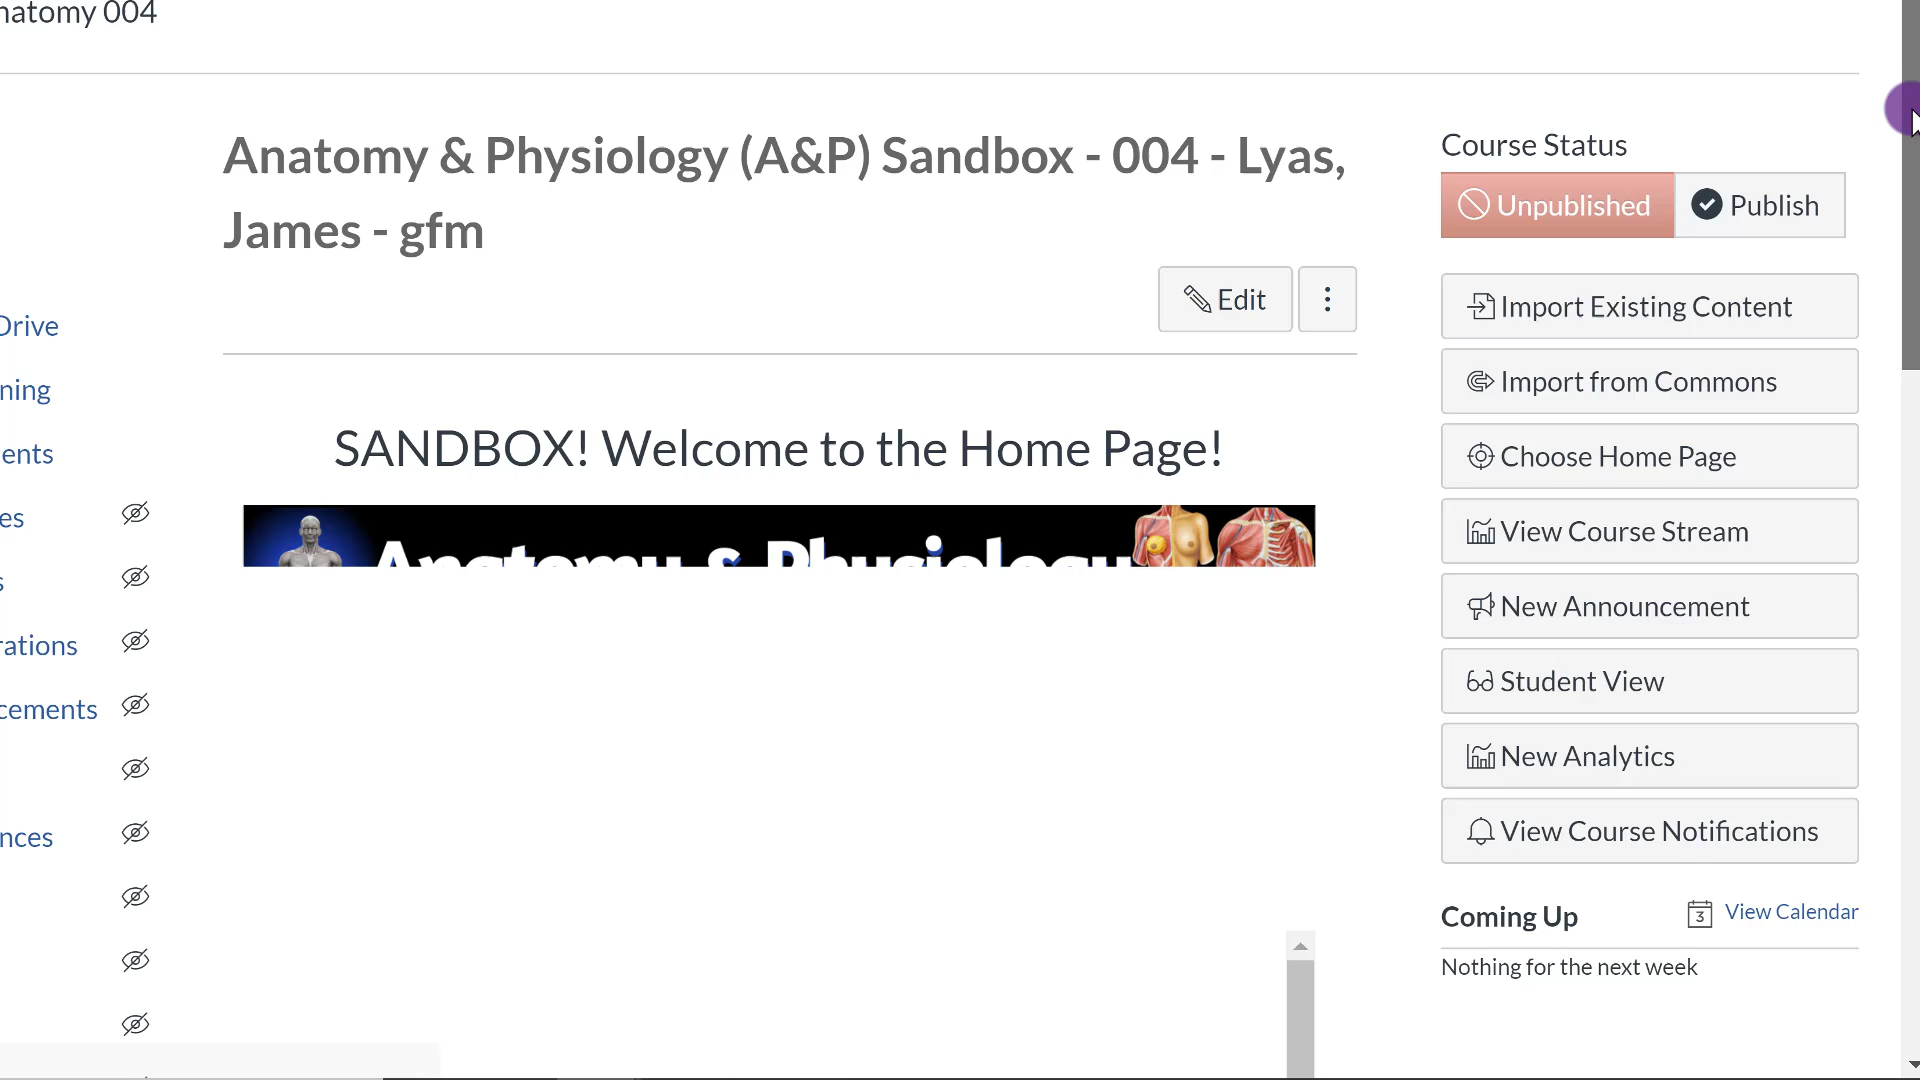 natomy 004
Anatomy & Physiology (A&P) Sandbox - 004 - Lyas,
James - gfm
Edit
SANDBOX! Welcome to the Home Page!
Anatomy & Physiology
Drive
ning
ents
es
s
rations
cements
nces
Course Status
Unpublished
Publish
Import Existing Content
Import from Commons
Choose Home Page
View Course Stream
New Announcement
Student View
New Analytics
View Course Notifications
Coming Up
3
View Calendar
Nothing for the next week